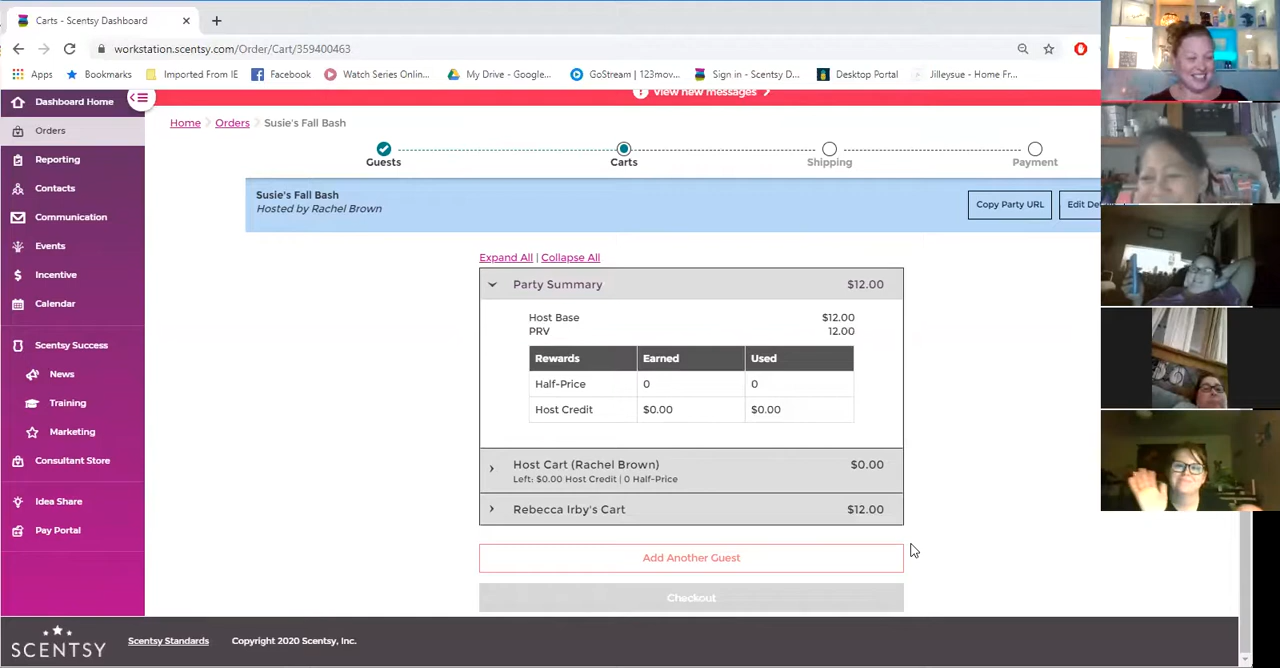 Carts - Scentsy Dashboard
workstation.scentsy.com/Order/Cart/359400463
Apps Bookmarks Imported From IE Facebook Watch Series Onlin... My Drive - Google... GoStream | 123mov... Sign in - Scentsy D... Desktop Portal Jilleysue - Home Fr...
View new messages
Dashboard Home
Orders
Reporting
Contacts
Communication
Events
Incentive
Calendar
Scentsy Success
News
Training
Marketing
Consultant Store
Idea Share
Pay Portal
Home Orders Susie's Fall Bash
Guests Carts Shipping Payment
Susie's Fall Bash
Hosted by Rachel Brown
Copy Party URL
Edit De
Expand All | Collapse All
Party Summary $12.00
Host Base $12.00
PRV 12.00
Rewards Earned Used
Half-Price 0 0
Host Credit $0.00 $0.00
Host Cart (Rachel Brown) $0.00
Left: $0.00 Host Credit | 0 Half-Price
Rebecca Irby's Cart $12.00
Add Another Guest
Checkout
SCENTSY
Scentsy Standards Copyright 2020 Scentsy, Inc.